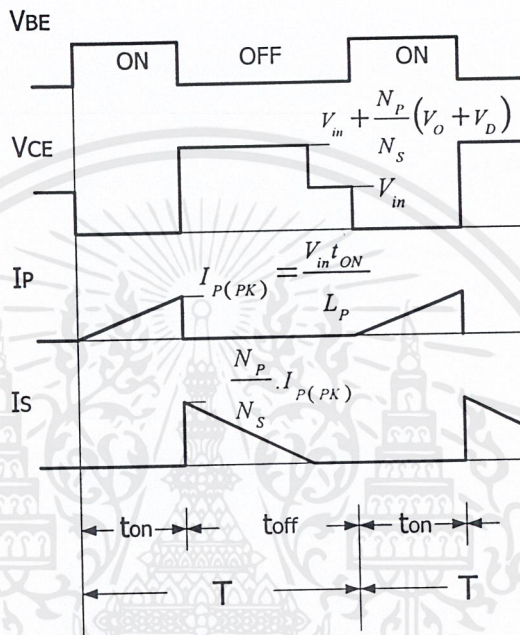 VBE
ON OFF ON
V_in + N_P/N_S (V_O + V_D)
VCE
V_in
IP
I_P(PK) = V_in t_ON / L_P
N_P/N_S . I_P(PK)
IS
ton toff ton
T T